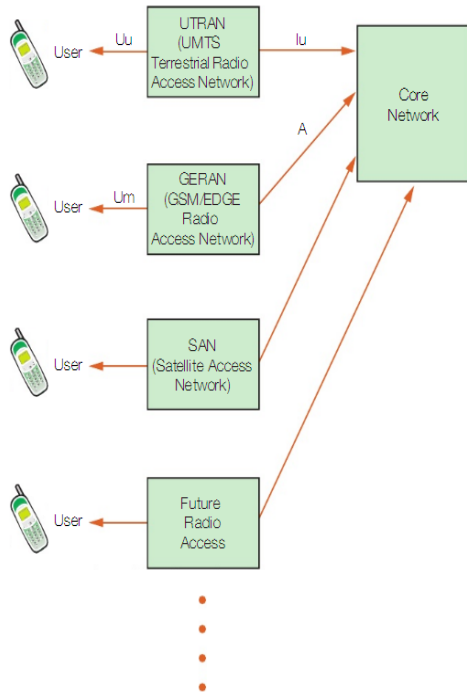 UTRAN
(UMTS
Terrestrial Radio
Access Network)
User
Uu
Iu
Core
Network
A
GERAN
(GSM/EDGE
Radio
Access Network)
User
Um
SAN
(Satellite Access
Network)
User
Future
Radio
Access
User